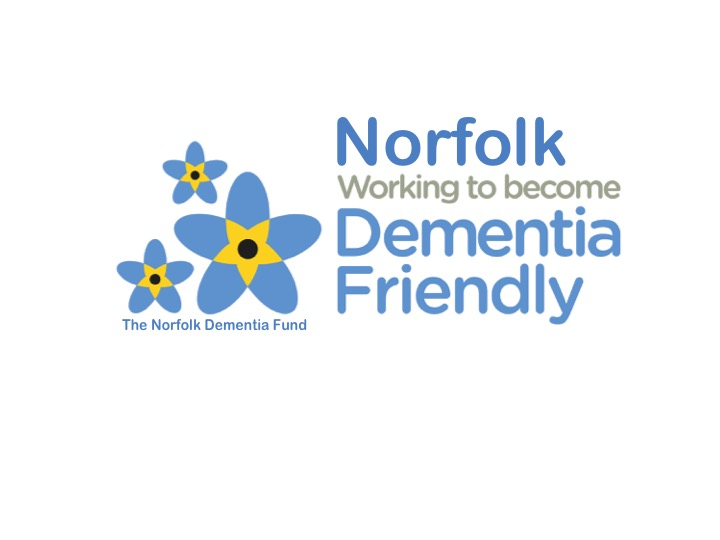 Norfolk
Working to become
Dementia
Friendly
The Norfolk Dementia Fund